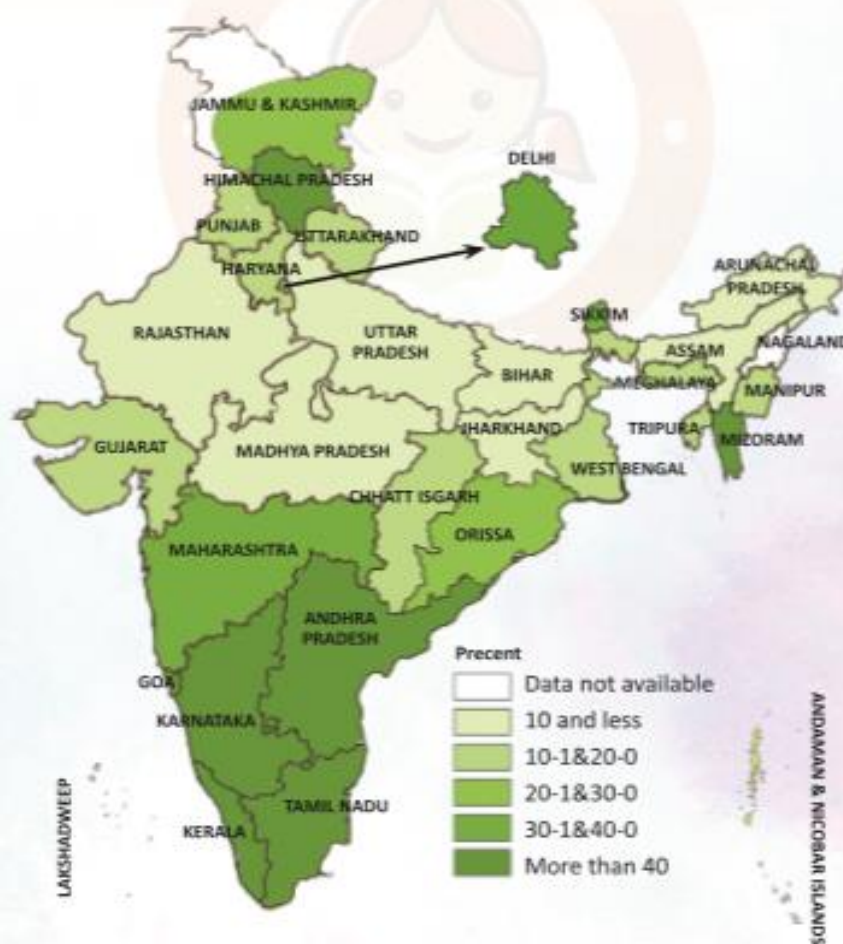 JAMMU & KASHMIR
DELHI
HIMACHAL PRADESH
PUNJAB
UTTARAKHAND
HARYANA
ARUNACHAL
PRADESH
SIKKIM
RAJASTHAN
UTTAR
PRADESH
BIHAR
ASSAM
NAGALAND
MEGHALAYA
MANIPUR
GUJARAT
MADHYA PRADESH
JHARKHAND
TRIPURA
MIZORAM
WEST BENGAL
CHHATT ISGARH
ORISSA
MAHARASHTRA
ANDHRA
PRADESH
GOA
KARNATAKA
TAMIL NADU
KERALA
LAKSHADWEEP
ANDAMAN & NICOBAR ISLANDS
Precent
Data not available
10 and less
10-1&20-0
20-1&30-0
30-1&40-0
More than 40